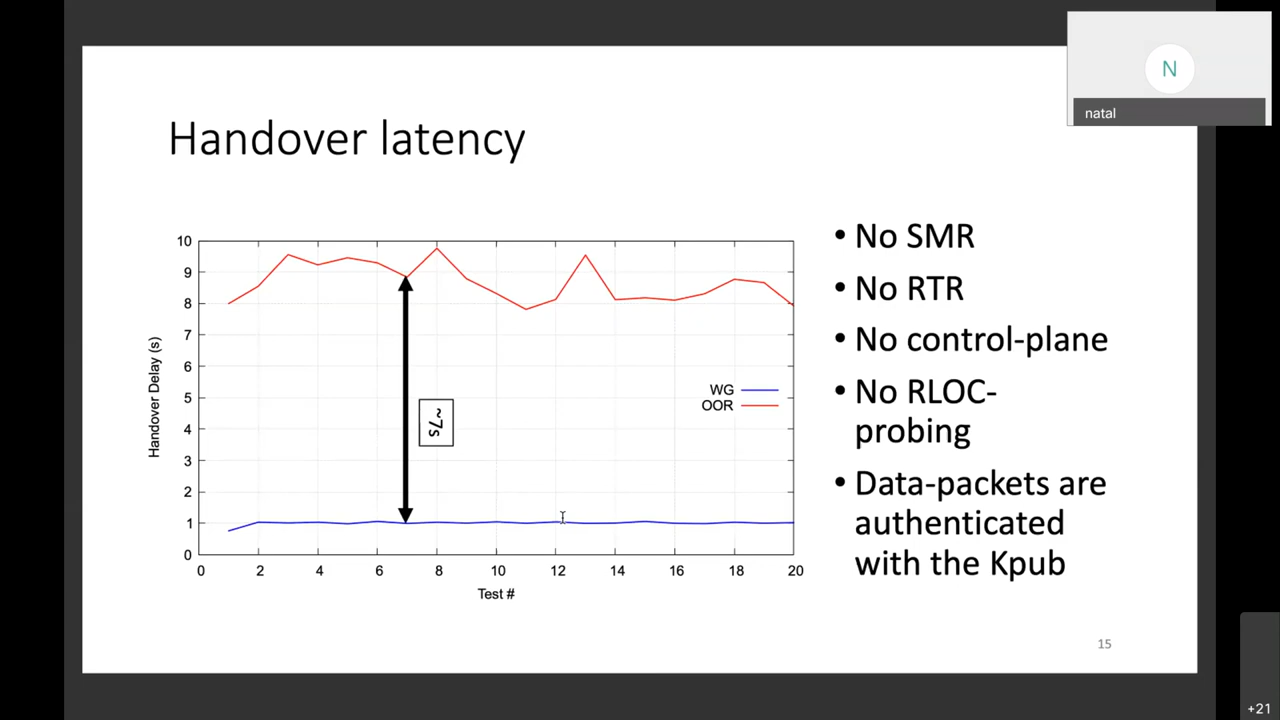 N
natal
Handover latency
10
9
8
7
6
5
4
3
2
1
0
Handover Delay (s)
~7s
WG
OOR
0 2 4 6 8 10 12 14 16 18 20
Test #
• No SMR
• No RTR
• No control-plane
• No RLOC-
probing
• Data-packets are
authenticated
with the Kpub
15
+21